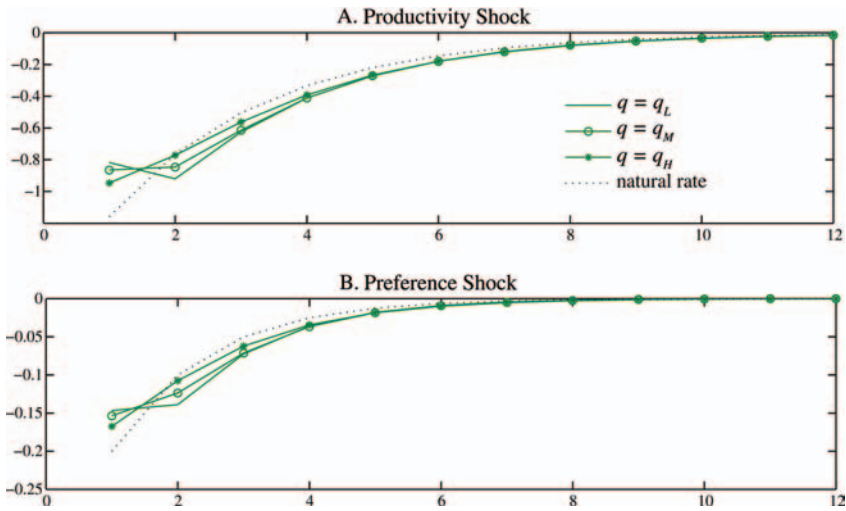 A. Productivity Shock
0
−0.2
−0.4
−0.6
−0.8
−1
q = q_L
q = q_M
q = q_H
natural rate
0 2 4 6 8 10 12
B. Preference Shock
0
−0.05
−0.1
−0.15
−0.2
−0.25
0 2 4 6 8 10 12